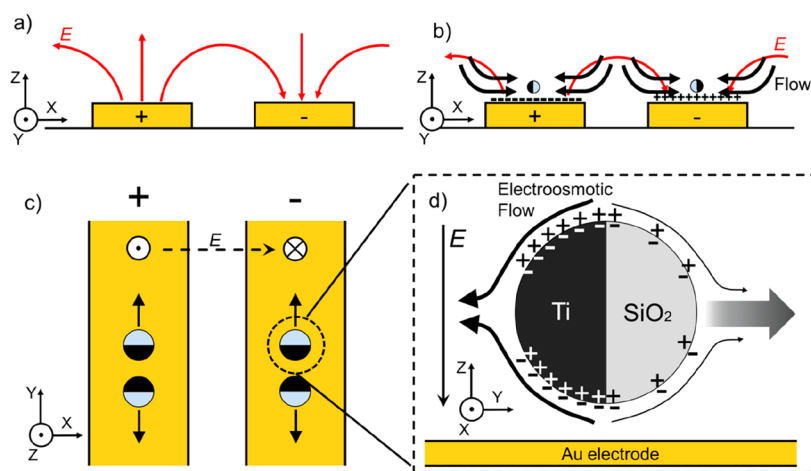 a)
E
Z
X
Y
+
-
b)
E
Flow
Z
X
Y
+
-
c)
+
-
E
Y
X
Z
d)
Electroosmotic
Flow
E
Ti
SiO₂
Z
Y
X
Au electrode